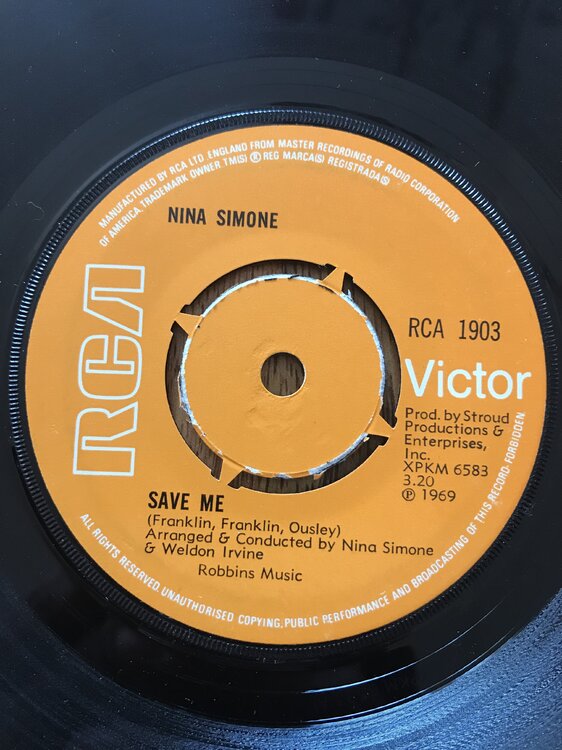 MANUFACTURED BY RCA LTD. ENGLAND FROM MASTER RECORDINGS OF RADIO CORPORATION
OF AMERICA. TRADEMARK OWNER TM(S) ® REG MARCA(S) REGISTRADA(S)
NINA SIMONE
RCA
RCA 1903
Victor
Prod. by Stroud
Productions &
Enterprises,
Inc.
XPKM 6583
3.20
℗ 1969
SAVE ME
(Franklin, Franklin, Ousley)
Arranged & Conducted by Nina Simone
& Weldon Irvine
Robbins Music
ALL RIGHTS RESERVED. UNAUTHORISED COPYING, PUBLIC PERFORMANCE AND BROADCASTING OF THIS RECORD FORBIDDEN